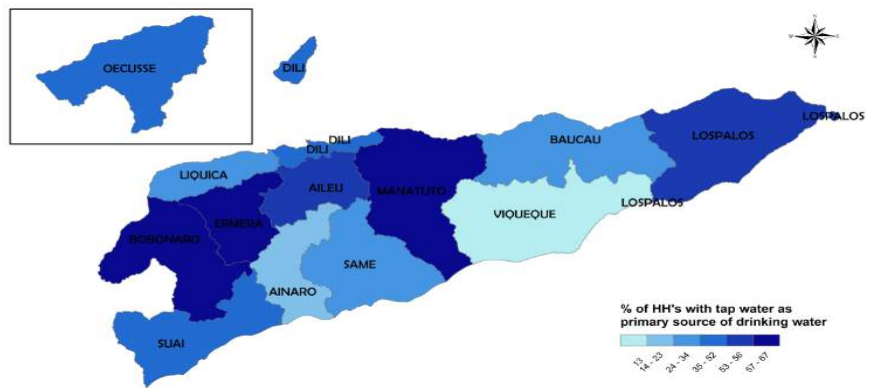 OECUSSE
DILI
N
W
E
S
LOSPALOS
LOSPALOS
BAUCAU
DILI
DILI
LIQUICA
AILEU
MANATUTO
LOSPALOS
VIQUEQUE
ERMERA
BOBONARO
SAME
AINARO
SUAI
% of HH's with tap water as
primary source of drinking water
13
14 - 23
24 - 34
35 - 52
53 - 56
57 - 67